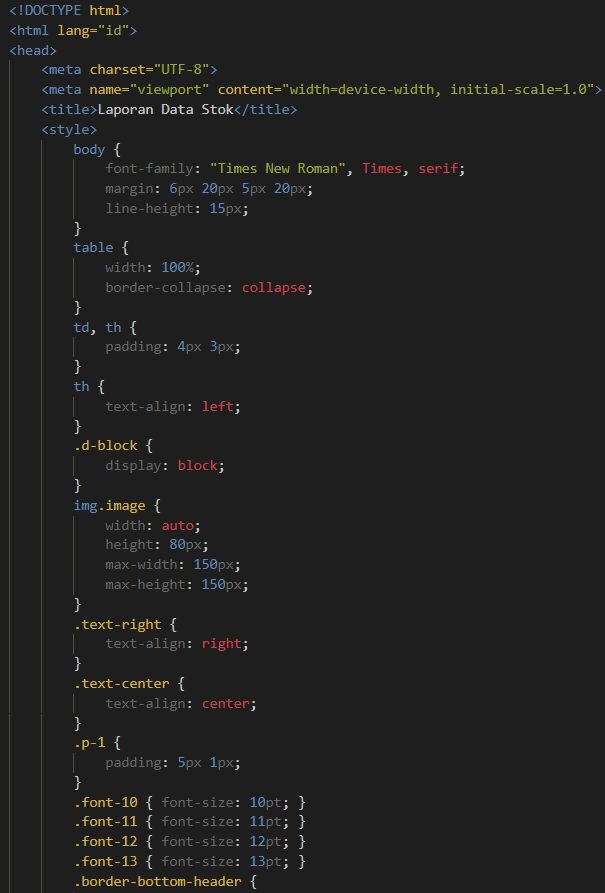 <!DOCTYPE html>
<html lang="id">
<head>
    <meta charset="UTF-8">
    <meta name="viewport" content="width=device-width, initial-scale=1.0">
    <title>Laporan Data Stok</title>
    <style>
        body {
            font-family: "Times New Roman", Times, serif;
            margin: 6px 20px 5px 20px;
            line-height: 15px;
        }
        table {
            width: 100%;
            border-collapse: collapse;
        }
        td, th {
            padding: 4px 3px;
        }
        th {
            text-align: left;
        }
        .d-block {
            display: block;
        }
        img.image {
            width: auto;
            height: 80px;
            max-width: 150px;
            max-height: 150px;
        }
        .text-right {
            text-align: right;
        }
        .text-center {
            text-align: center;
        }
        .p-1 {
            padding: 5px 1px;
        }
        .font-10 { font-size: 10pt; }
        .font-11 { font-size: 11pt; }
        .font-12 { font-size: 12pt; }
        .font-13 { font-size: 13pt; }
        .border-bottom-header {